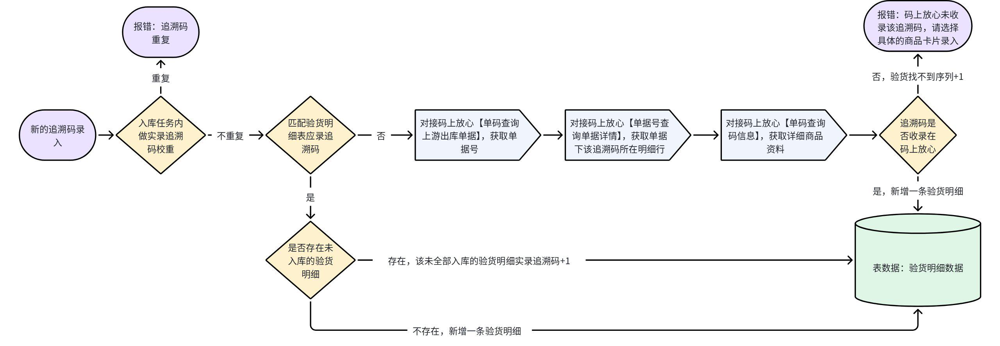 报错：追溯码
重复
报错：码上放心未收
录该追溯码，请选择
具体的商品卡片录入
重复
否，验货找不到序列+1
新的追溯码录
入
入库任务内
做实录追溯
码校重
不重复
匹配验货明
细表应录追
溯码
否
对接码上放心【单码查询
上游出库单据】，获取单
据号
对接码上放心【单据号查
询单据详情】，获取单据
下该追溯码所在明细行
对接码上放心【单码查询
码信息】，获取详细商品
资料
追溯码是
否收录在
码上放心
是
是，新增一条验货明细
是否存在未
入库的验货
明细
存在，该未全部入库的验货明细实录追溯码+1
表数据：验货明细数据
不存在，新增一条验货明细